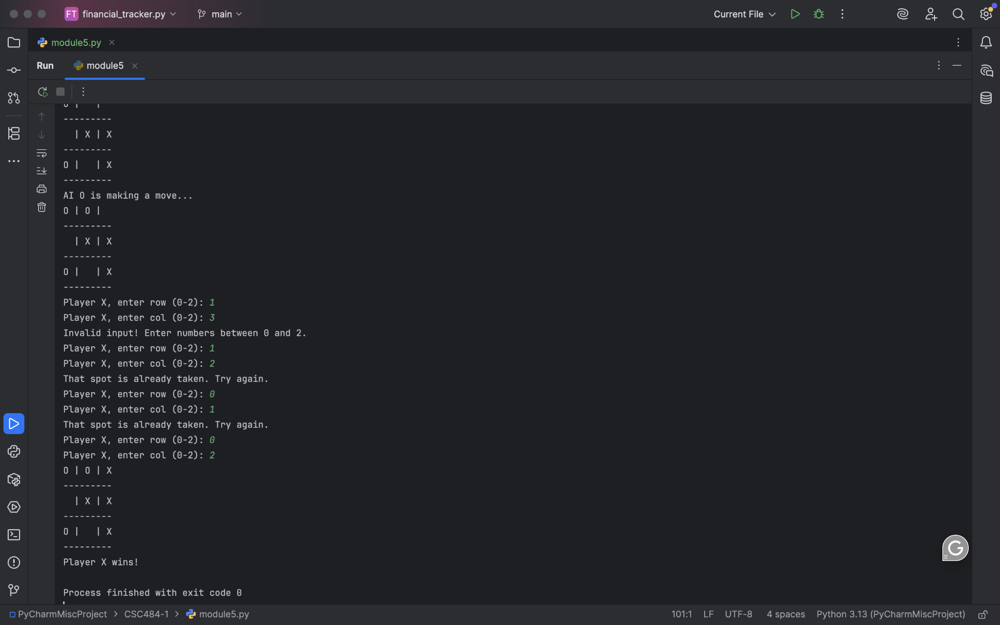 FT financial_tracker.py main Current File
module5.py
Run module5
---------
  | X | X
---------
O |   | X
---------
AI O is making a move...
O | O |
---------
  | X | X
---------
O |   | X
---------
Player X, enter row (0-2): 1
Player X, enter col (0-2): 3
Invalid input! Enter numbers between 0 and 2.
Player X, enter row (0-2): 1
Player X, enter col (0-2): 2
That spot is already taken. Try again.
Player X, enter row (0-2): 0
Player X, enter col (0-2): 1
That spot is already taken. Try again.
Player X, enter row (0-2): 0
Player X, enter col (0-2): 2
O | O | X
---------
  | X | X
---------
O |   | X
---------
Player X wins!
Process finished with exit code 0
PyCharmMiscProject > CSC484-1 > module5.py 101:1 LF UTF-8 4 spaces Python 3.13 (PyCharmMiscProject)